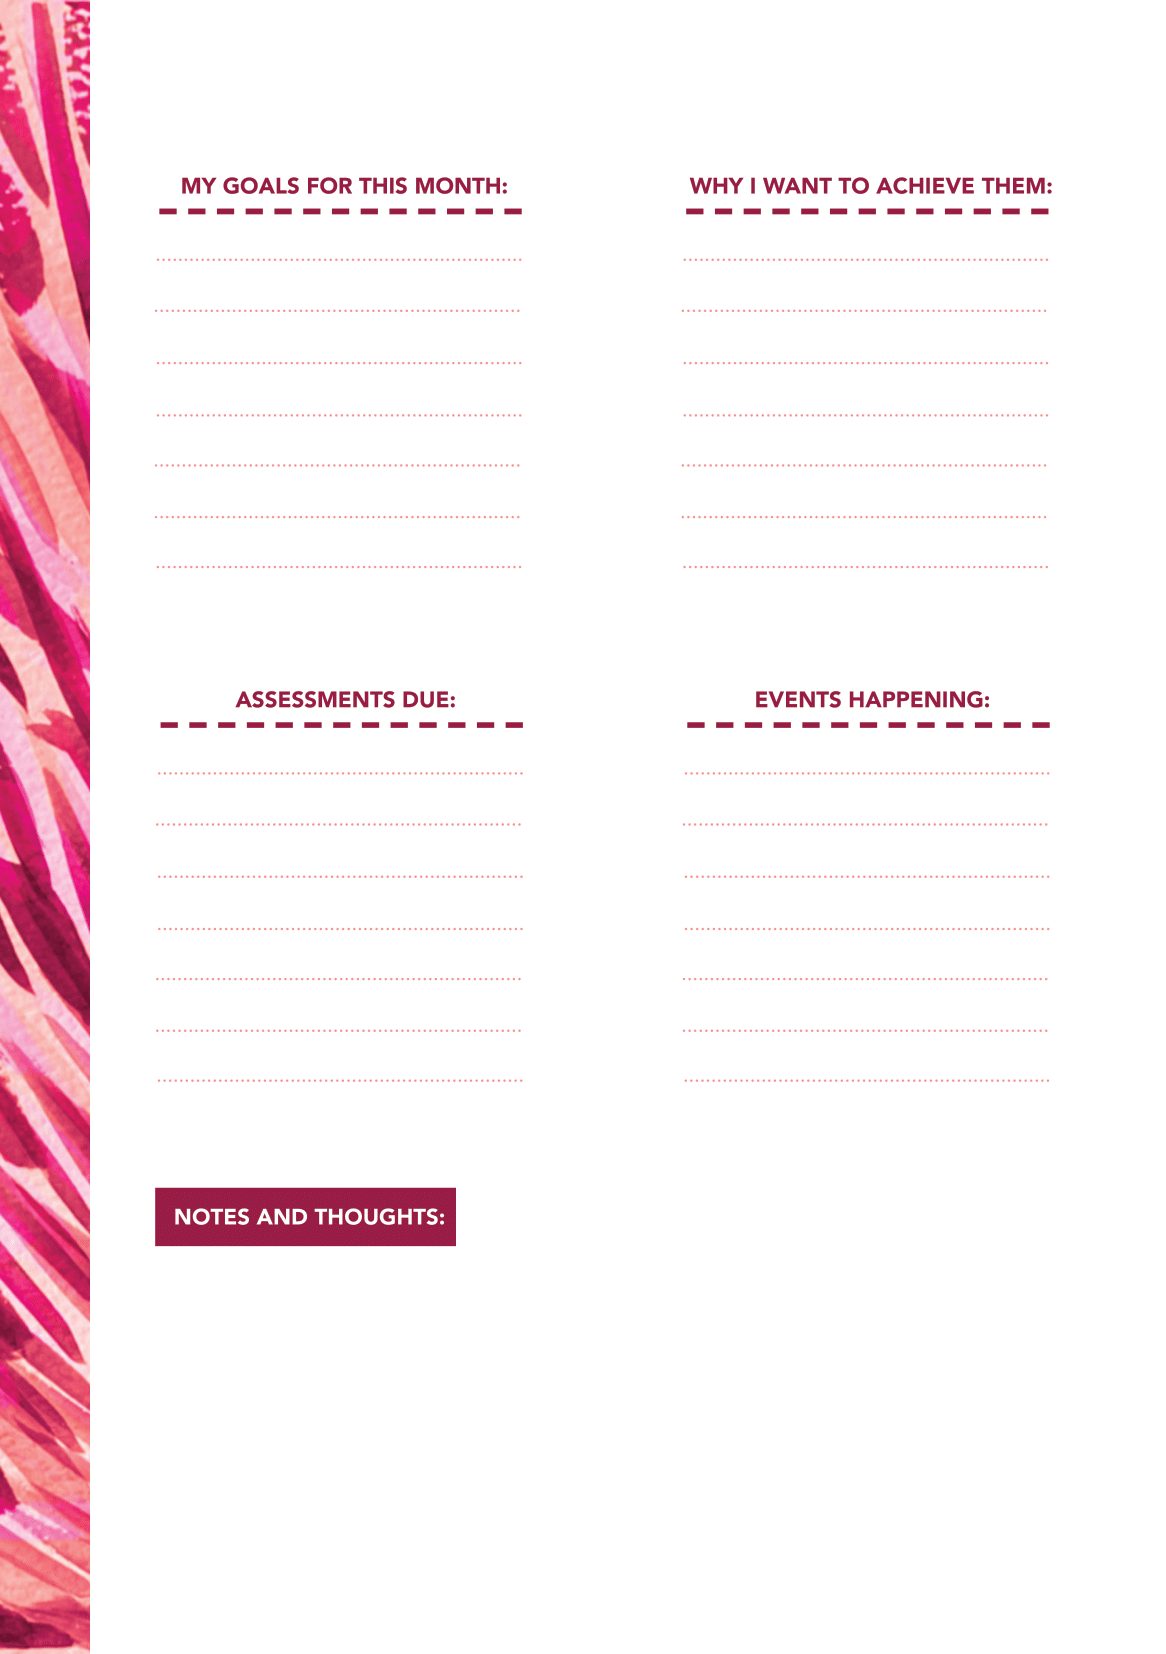 MY GOALS FOR THIS MONTH:
WHY I WANT TO ACHIEVE THEM:
ASSESSMENTS DUE:
EVENTS HAPPENING:
NOTES AND THOUGHTS: